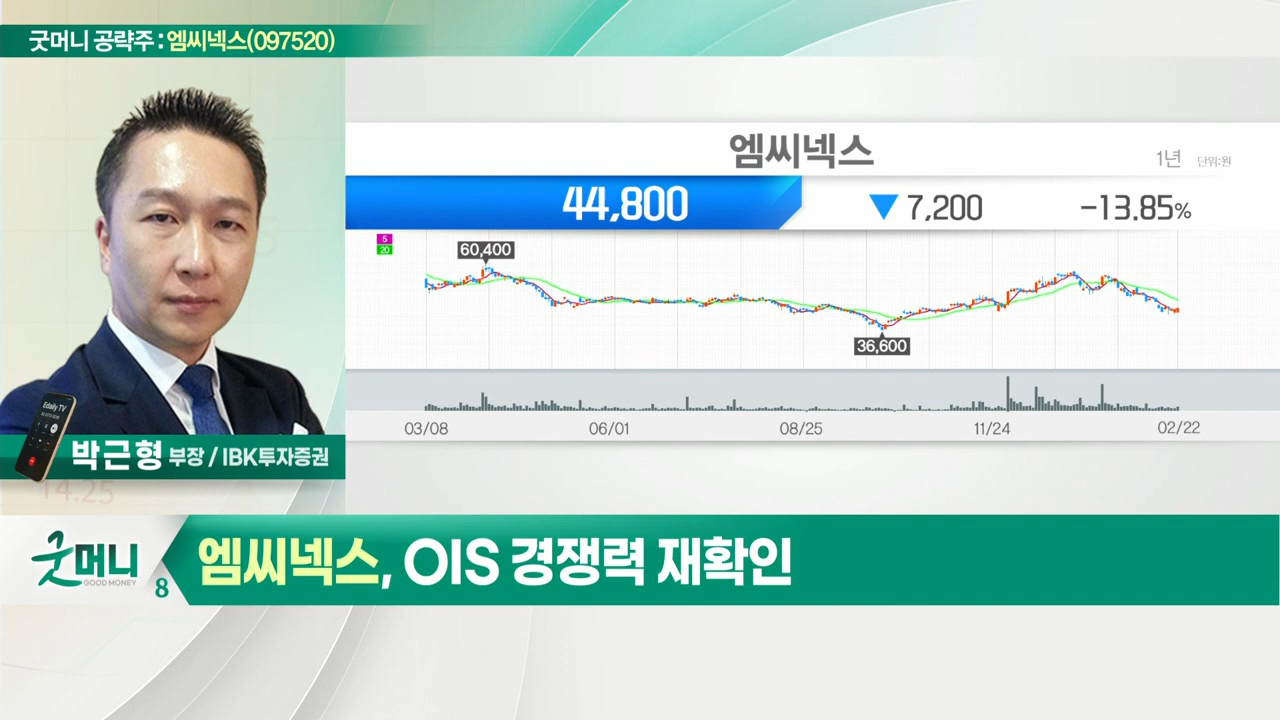 굿머니 공략주 : 엠씨넥스(097520)
엠씨넥스
1년 단위:원
44,800 ▼ 7,200 -13.85%
5
20
60,400
36,600
03/08 06/01 08/25 11/24 02/22
Edaily TV
박근형 부장 / IBK투자증권
14.25
굿머니
GOOD MONEY
8
엠씨넥스, OIS 경쟁력 재확인